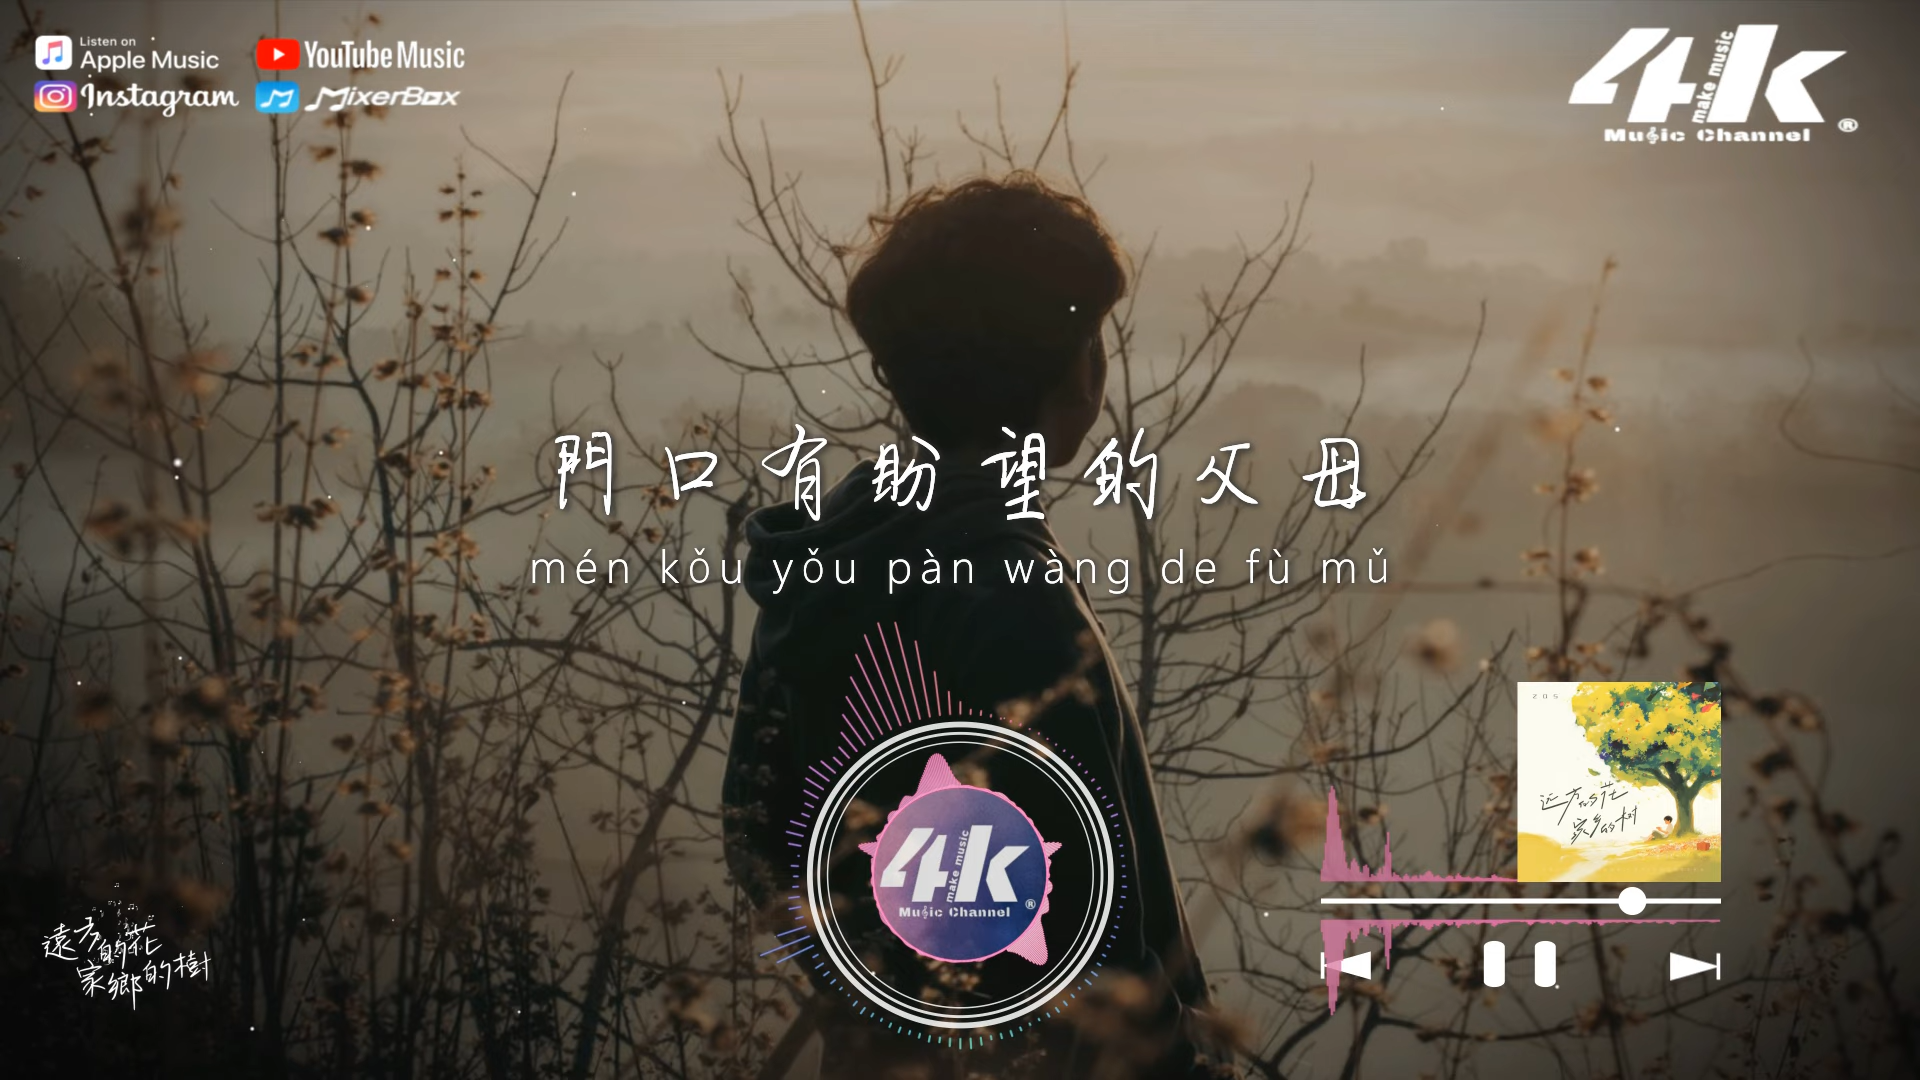 Listen on
Apple Music
YouTube Music
Instagram
MixerBox
4k
make music
Music Channel ®
門口有盼望的父母
mén kǒu yǒu pàn wàng de fù mǔ
ZOS
远方的花
家乡的树
4k
make music
Music Channel ®
遠方的花
家鄉的樹